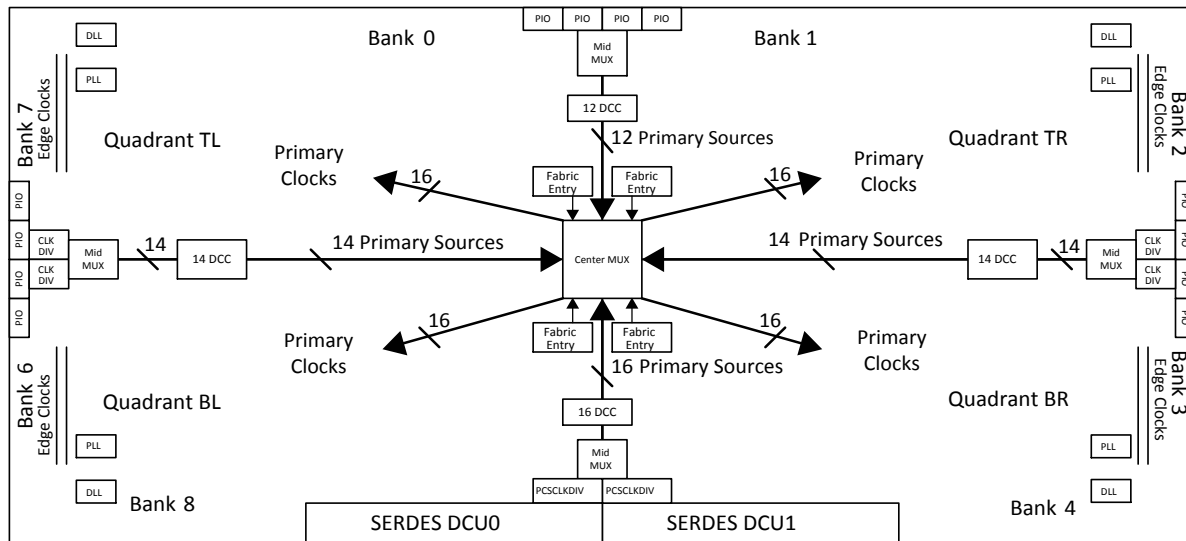 PIO PIO PIO PIO
Bank 0
Bank 1
Mid
MUX
DLL
DLL
PLL
PLL
Bank 7
Edge Clocks
Edge Clocks
Bank 2
12 DCC
Quadrant TL
12 Primary Sources
Quadrant TR
Primary
Clocks
16
Fabric
Entry
Fabric
Entry
16
Primary
Clocks
PIO
PIO
PIO
PIO
CLK
DIV
CLK
DIV
Mid
MUX
14
14 DCC
14 Primary Sources
Center MUX
14 Primary Sources
14 DCC
14
Mid
MUX
CLK
DIV
CLK
DIV
PIO
PIO
PIO
PIO
Primary
Clocks
16
Fabric
Entry
Fabric
Entry
16
Primary
Clocks
16 Primary Sources
Bank 6
Edge Clocks
Edge Clocks
Bank 3
Quadrant BL
16 DCC
Quadrant BR
PLL
Mid
MUX
PLL
DLL
PCSCLKDIV PCSCLKDIV
DLL
Bank 8
Bank 4
SERDES DCU0
SERDES DCU1